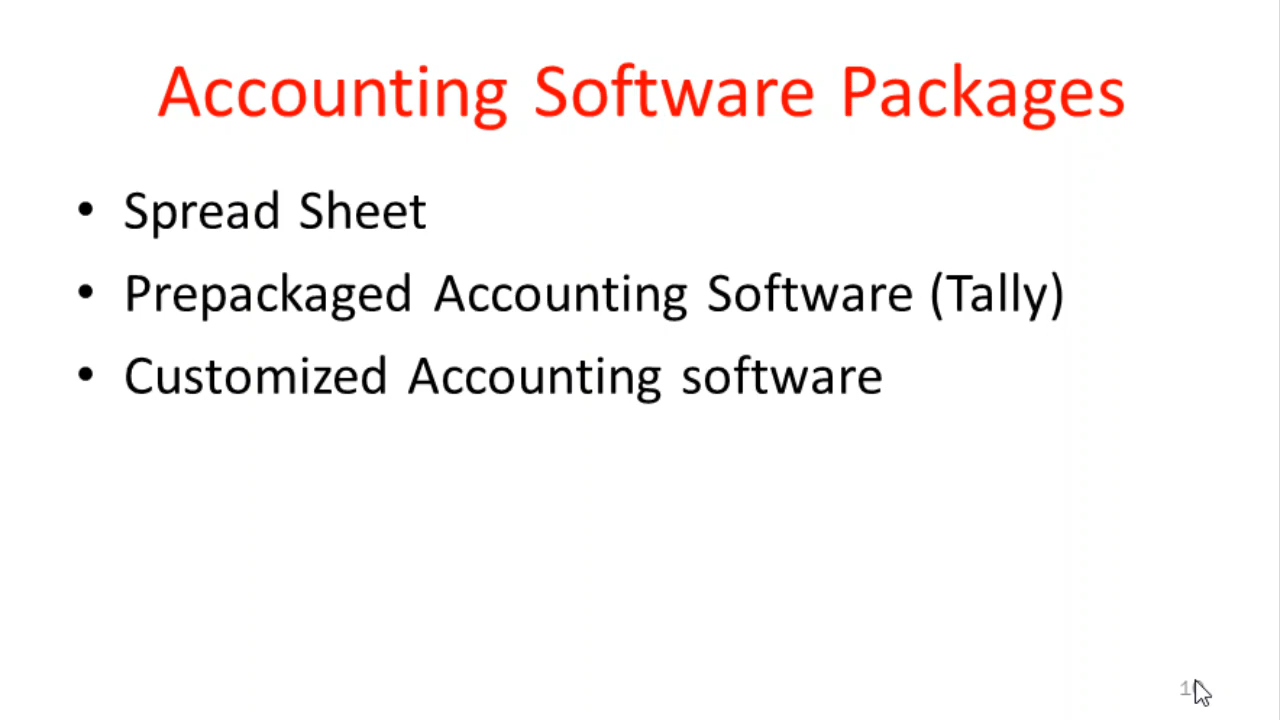 Accounting Software Packages
• Spread Sheet
• Prepackaged Accounting Software (Tally)
• Customized Accounting software